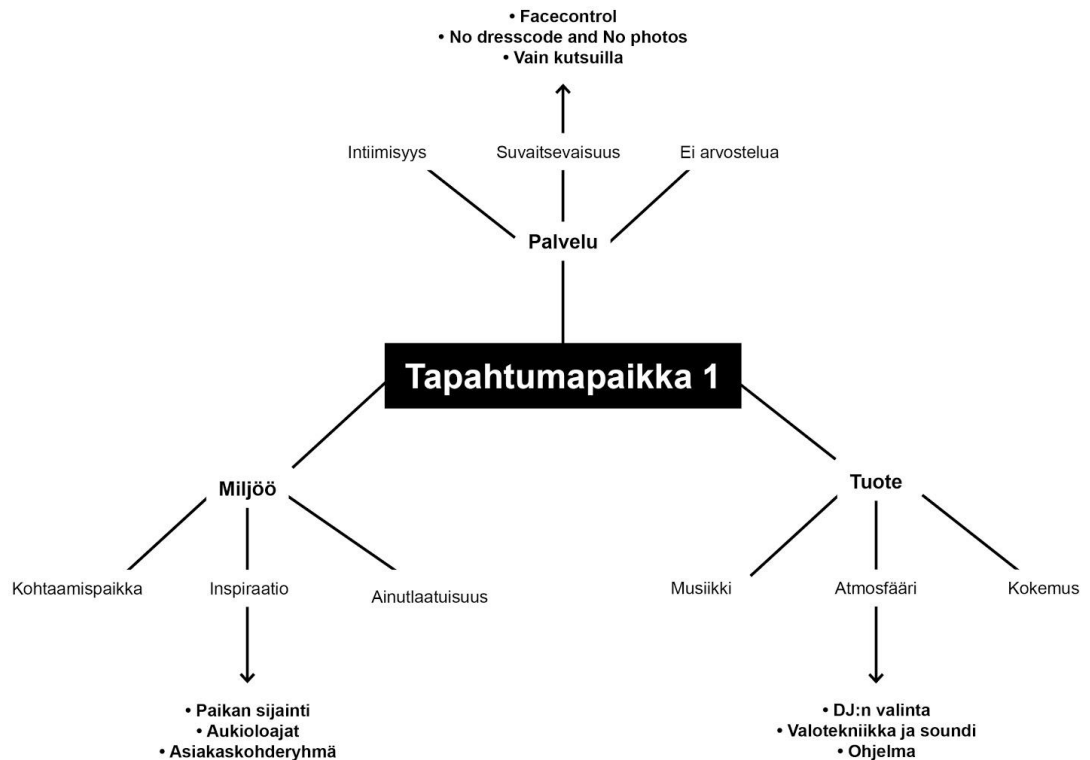 • Facecontrol
• No dresscode and No photos
• Vain kutsuilla
Intiimisyys
Suvaitsevaisuus
Ei arvostelua
Palvelu
Tapahtumapaikka 1
Miljöö
Tuote
Kohtaamispaikka
Inspiraatio
Ainutlaatuisuus
Musiikki
Atmosfääri
Kokemus
• Paikan sijainti
• Aukioloajat
• Asiakaskohderyhmä
• DJ:n valinta
• Valotekniikka ja soundi
• Ohjelma